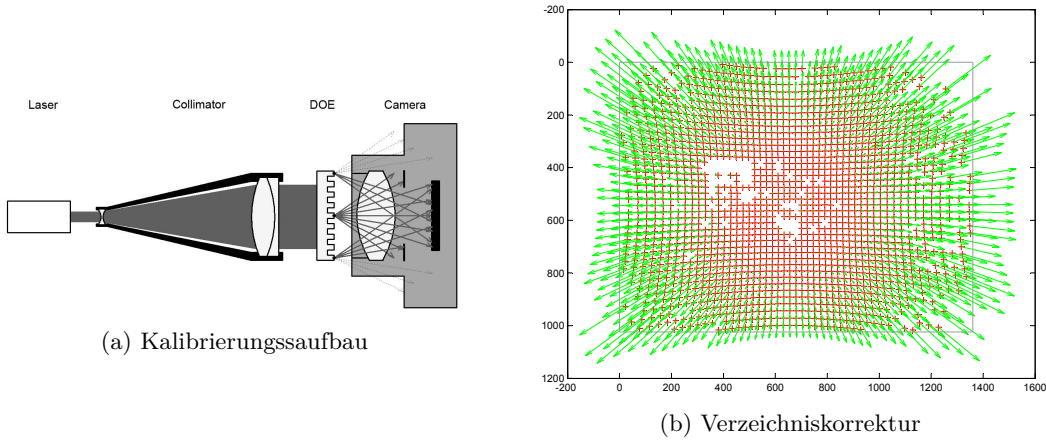 Laser Collimator DOE Camera
(a) Kalibrierungssaufbau
-200
0
200
400
600
800
1000
1200
-200 0 200 400 600 800 1000 1200 1400 1600
(b) Verzeichniskorrektur